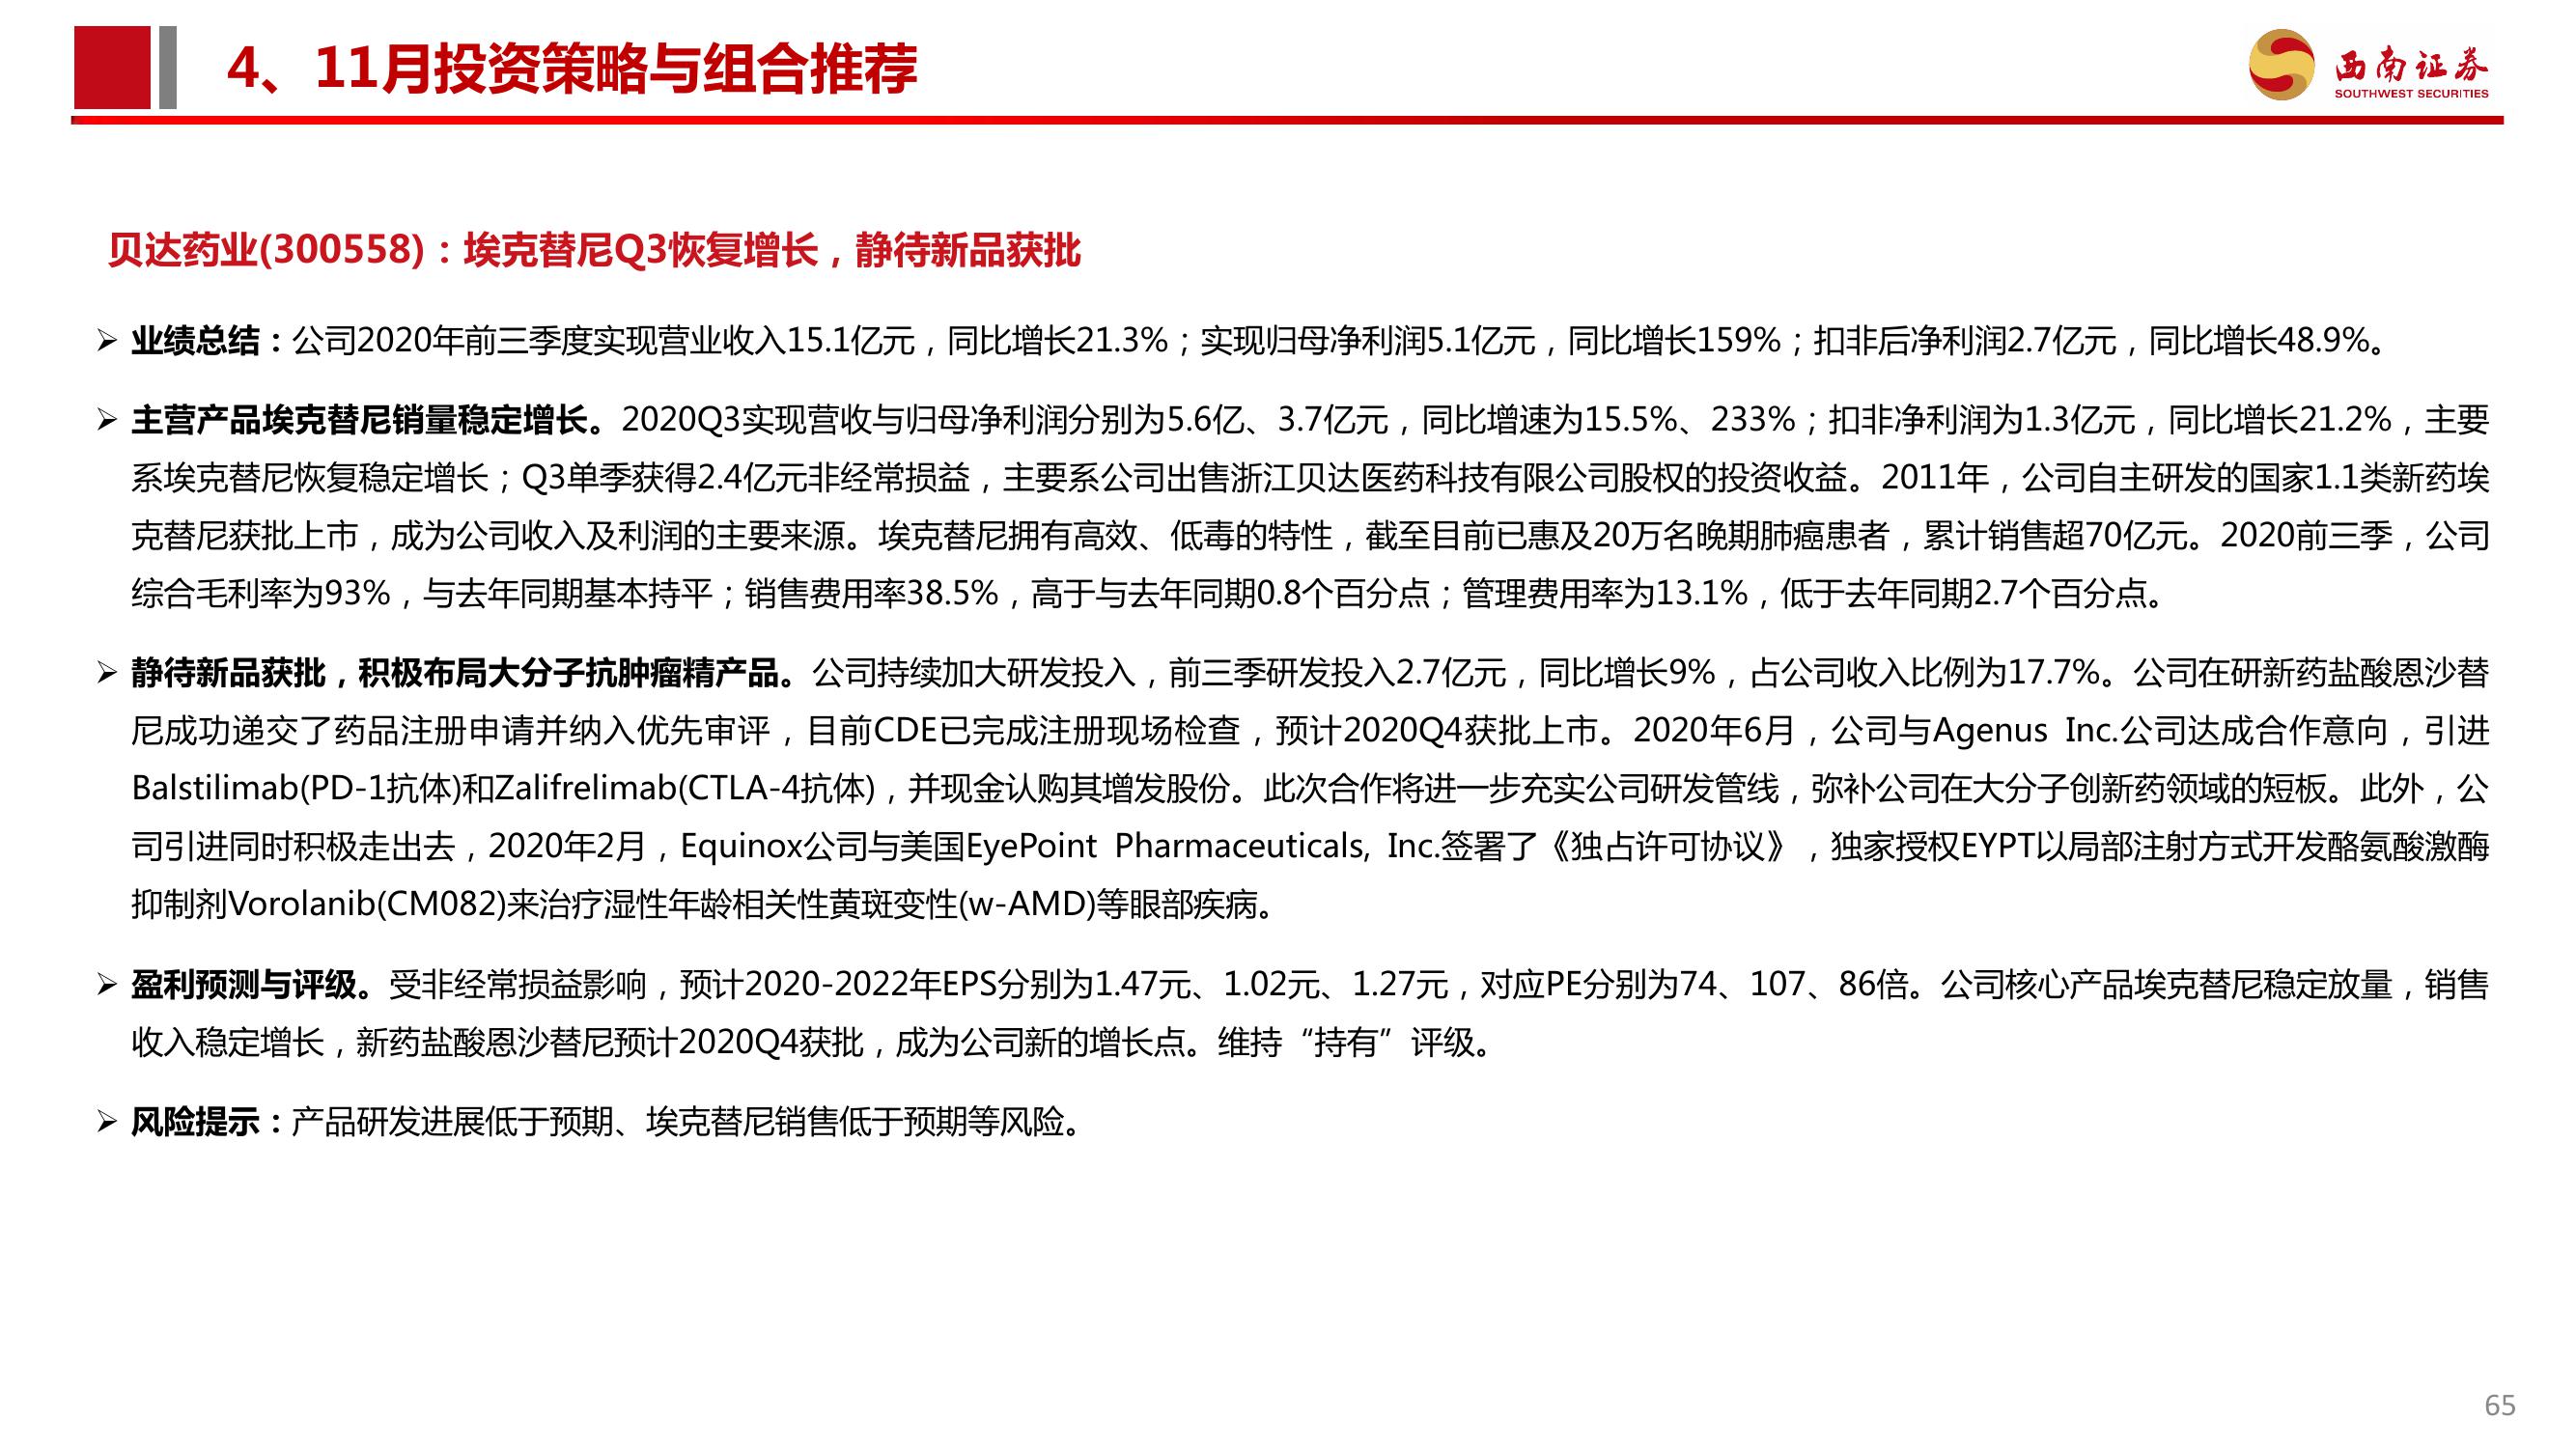 4、11月投资策略与组合推荐
西南证券
SOUTHWEST SECURITIES
贝达药业(300558)：埃克替尼Q3恢复增长，静待新品获批
➢ 业绩总结：公司2020年前三季度实现营业收入15.1亿元，同比增长21.3%；实现归母净利润5.1亿元，同比增长159%；扣非后净利润2.7亿元，同比增长48.9%。
➢ 主营产品埃克替尼销量稳定增长。2020Q3实现营收与归母净利润分别为5.6亿、3.7亿元，同比增速为15.5%、233%；扣非净利润为1.3亿元，同比增长21.2%，主要
系埃克替尼恢复稳定增长；Q3单季获得2.4亿元非经常损益，主要系公司出售浙江贝达医药科技有限公司股权的投资收益。2011年，公司自主研发的国家1.1类新药埃
克替尼获批上市，成为公司收入及利润的主要来源。埃克替尼拥有高效、低毒的特性，截至目前已惠及20万名晚期肺癌患者，累计销售超70亿元。2020前三季，公司
综合毛利率为93%，与去年同期基本持平；销售费用率38.5%，高于与去年同期0.8个百分点；管理费用率为13.1%，低于去年同期2.7个百分点。
➢ 静待新品获批，积极布局大分子抗肿瘤精产品。公司持续加大研发投入，前三季研发投入2.7亿元，同比增长9%，占公司收入比例为17.7%。公司在研新药盐酸恩沙替
尼成功递交了药品注册申请并纳入优先审评，目前CDE已完成注册现场检查，预计2020Q4获批上市。2020年6月，公司与Agenus Inc.公司达成合作意向，引进
Balstilimab(PD-1抗体)和Zalifrelimab(CTLA-4抗体)，并现金认购其增发股份。此次合作将进一步充实公司研发管线，弥补公司在大分子创新药领域的短板。此外，公
司引进同时积极走出去，2020年2月，Equinox公司与美国EyePoint Pharmaceuticals, Inc.签署了《独占许可协议》，独家授权EYPT以局部注射方式开发酪氨酸激酶
抑制剂Vorolanib(CM082)来治疗湿性年龄相关性黄斑变性(w-AMD)等眼部疾病。
➢ 盈利预测与评级。受非经常损益影响，预计2020-2022年EPS分别为1.47元、1.02元、1.27元，对应PE分别为74、107、86倍。公司核心产品埃克替尼稳定放量，销售
收入稳定增长，新药盐酸恩沙替尼预计2020Q4获批，成为公司新的增长点。维持“持有”评级。
➢ 风险提示：产品研发进展低于预期、埃克替尼销售低于预期等风险。
65